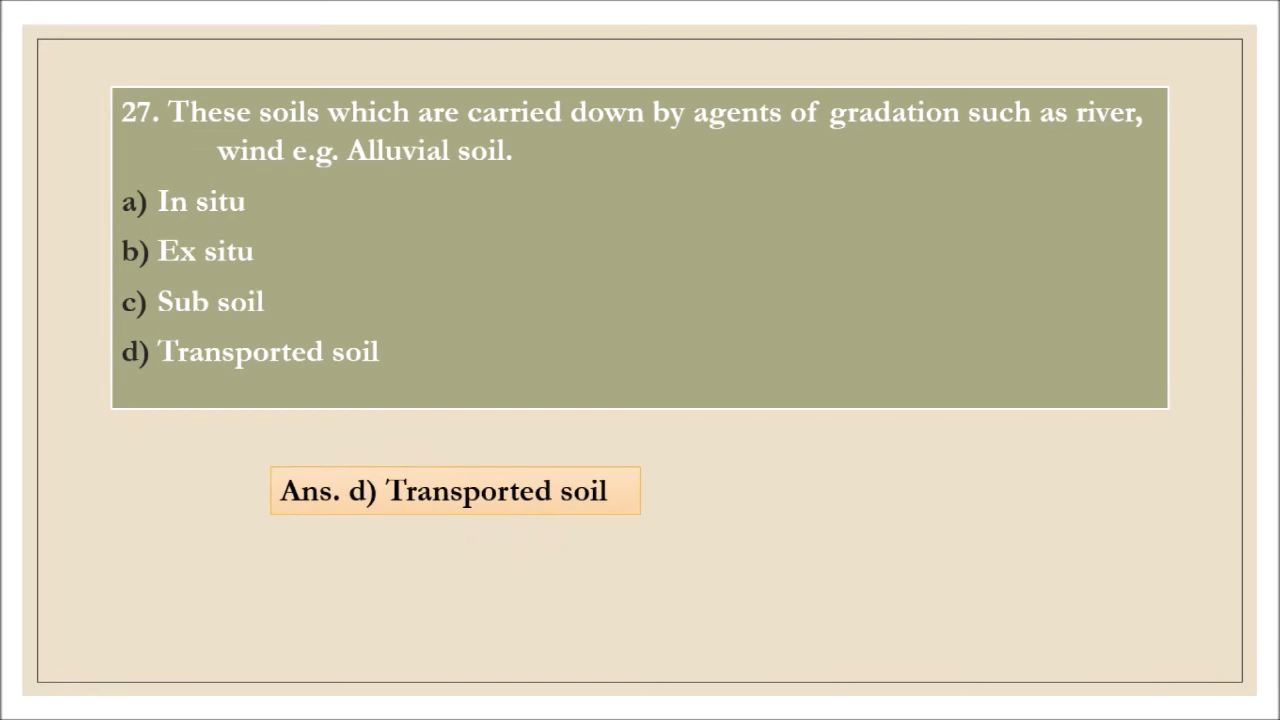 27. These soils which are carried down by agents of gradation such as river,
wind e.g. Alluvial soil.
a) In situ
b) Ex situ
c) Sub soil
d) Transported soil
Ans. d) Transported soil